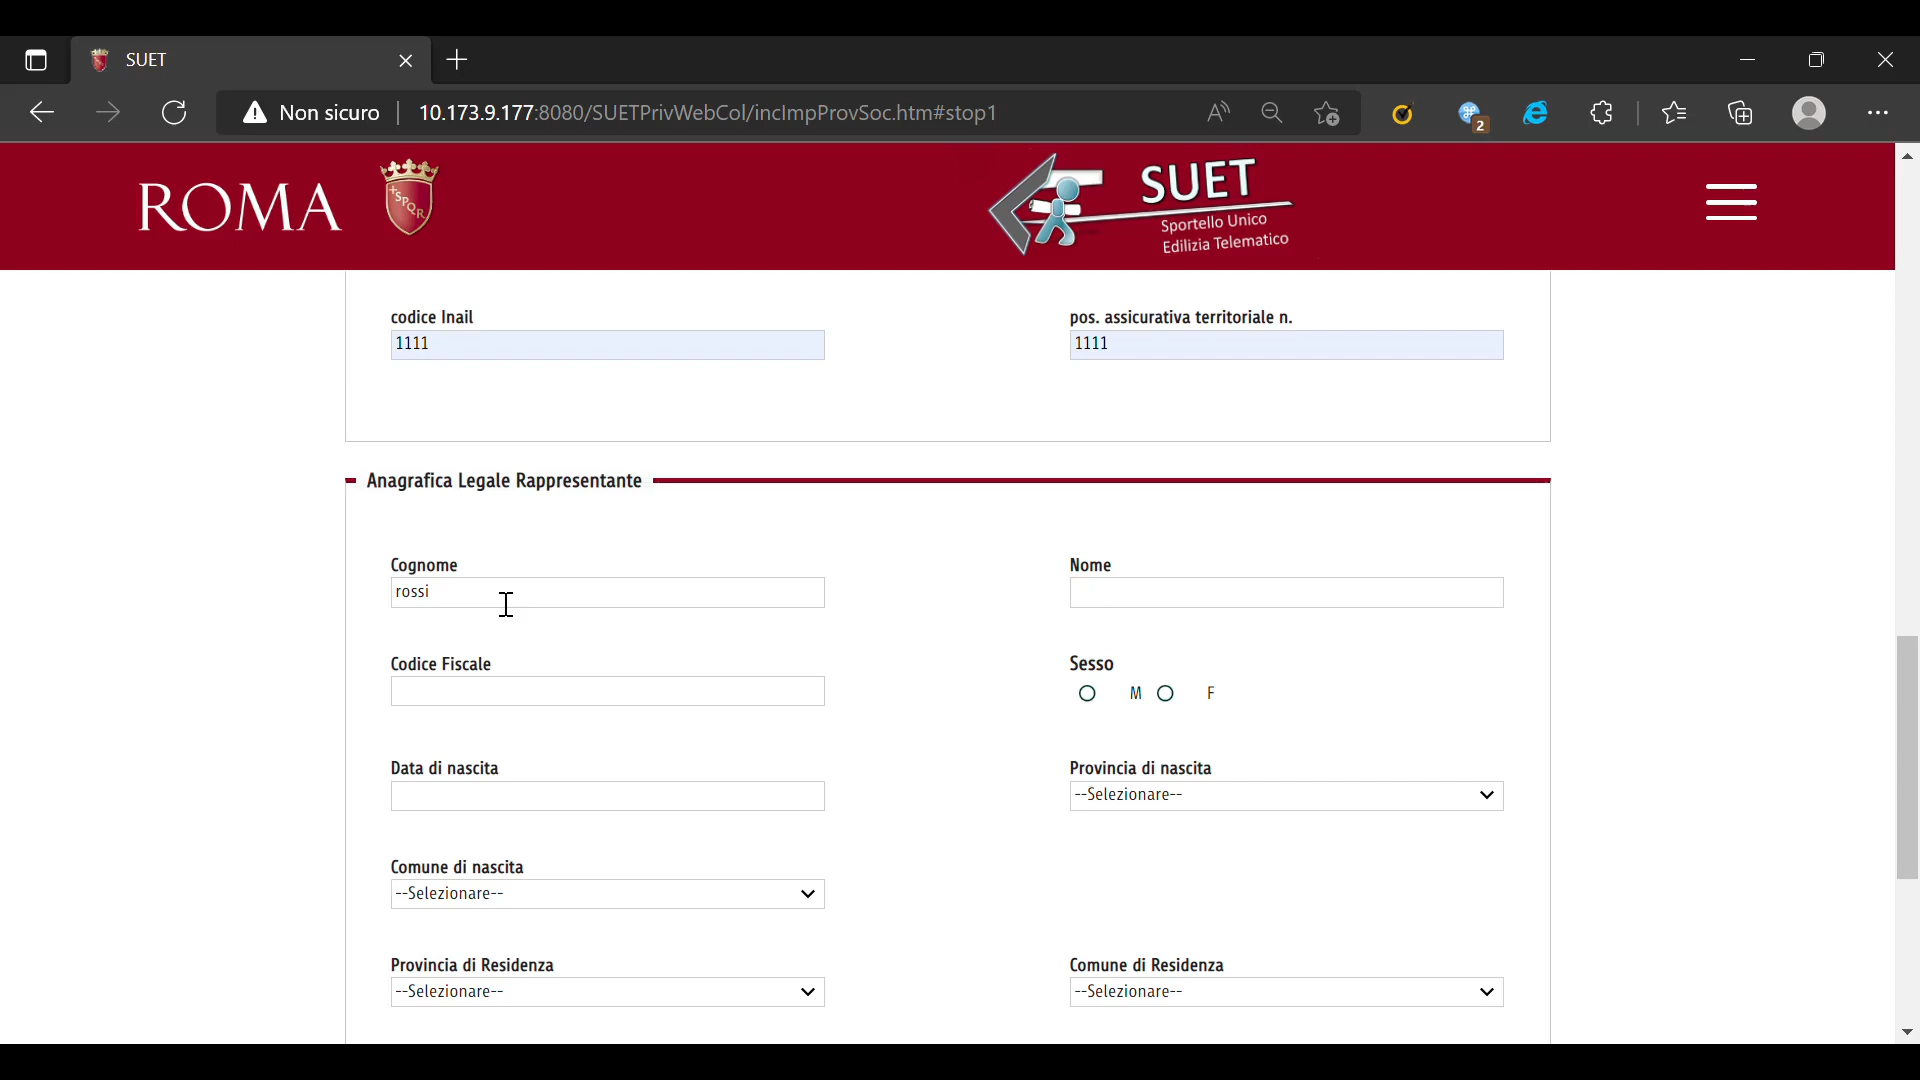 SUET
Non sicuro 10.173.9.177:8080/SUETPrivWebCol/incImpProvSoc.htm#stop1
2
ROMA
SPQR
SUET
Sportello Unico
Edilizia Telematico
codice Inail
pos. assicurativa territoriale n.
1111
1111
Anagrafica Legale Rappresentante
Cognome
Nome
rossi
Codice Fiscale
Sesso
M F
Data di nascita
Provincia di nascita
--Selezionare--
Comune di nascita
--Selezionare--
Provincia di Residenza
Comune di Residenza
--Selezionare--
--Selezionare--